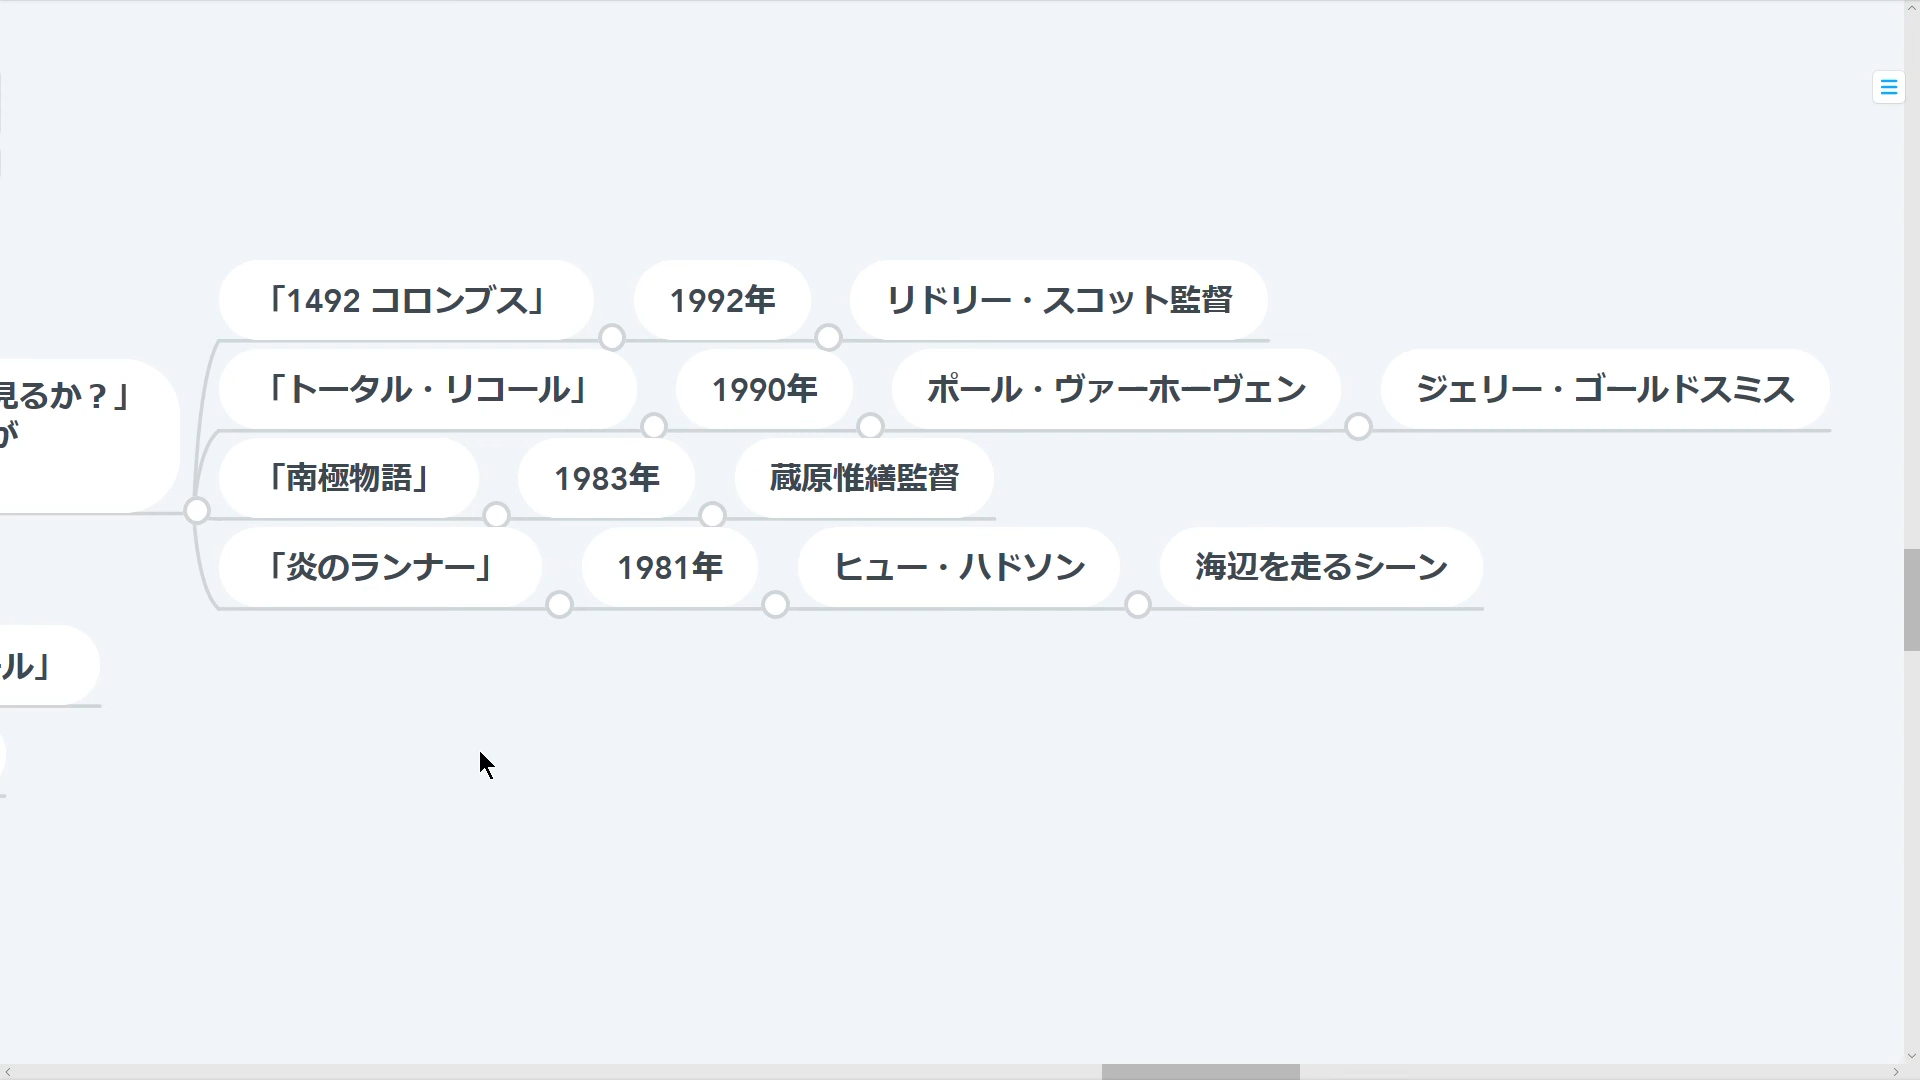 「1492 コロンブス」 1992年 リドリー・スコット監督
「トータル・リコール」 1990年 ポール・ヴァーホーヴェン ジェリー・ゴールドスミス
見るか？」
が
「南極物語」 1983年 蔵原惟繕監督
「炎のランナー」 1981年 ヒュー・ハドソン 海辺を走るシーン
ール」